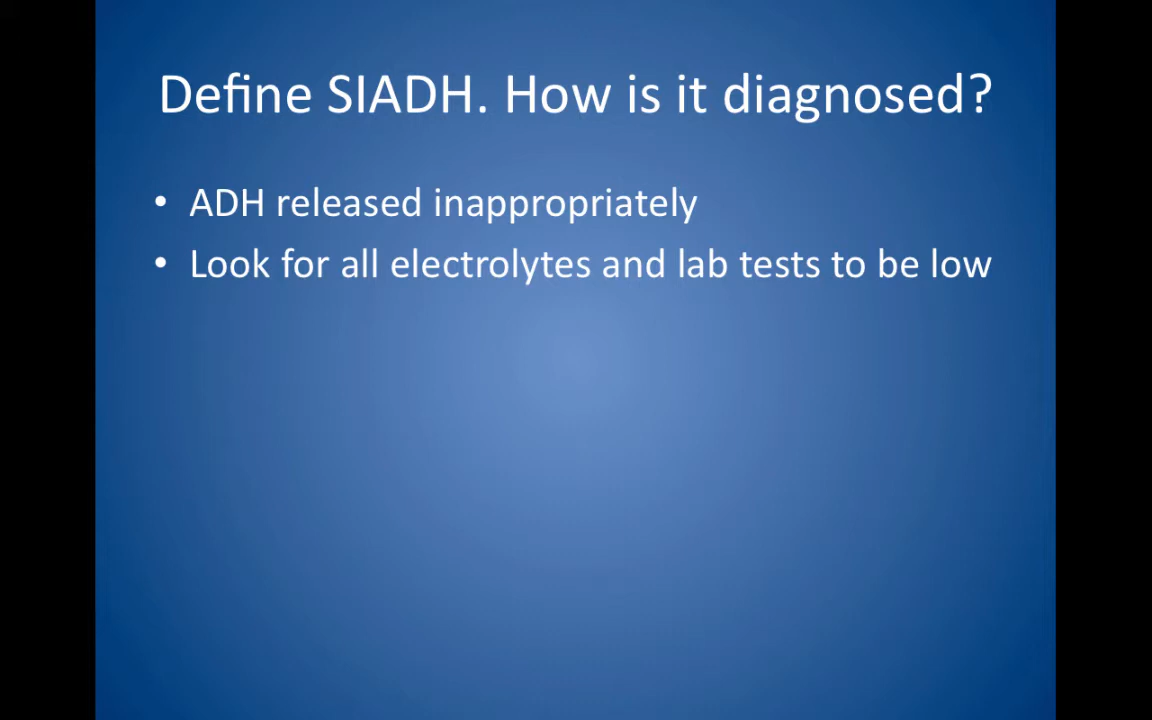 Define SIADH. How is it diagnosed?
• ADH released inappropriately
• Look for all electrolytes and lab tests to be low